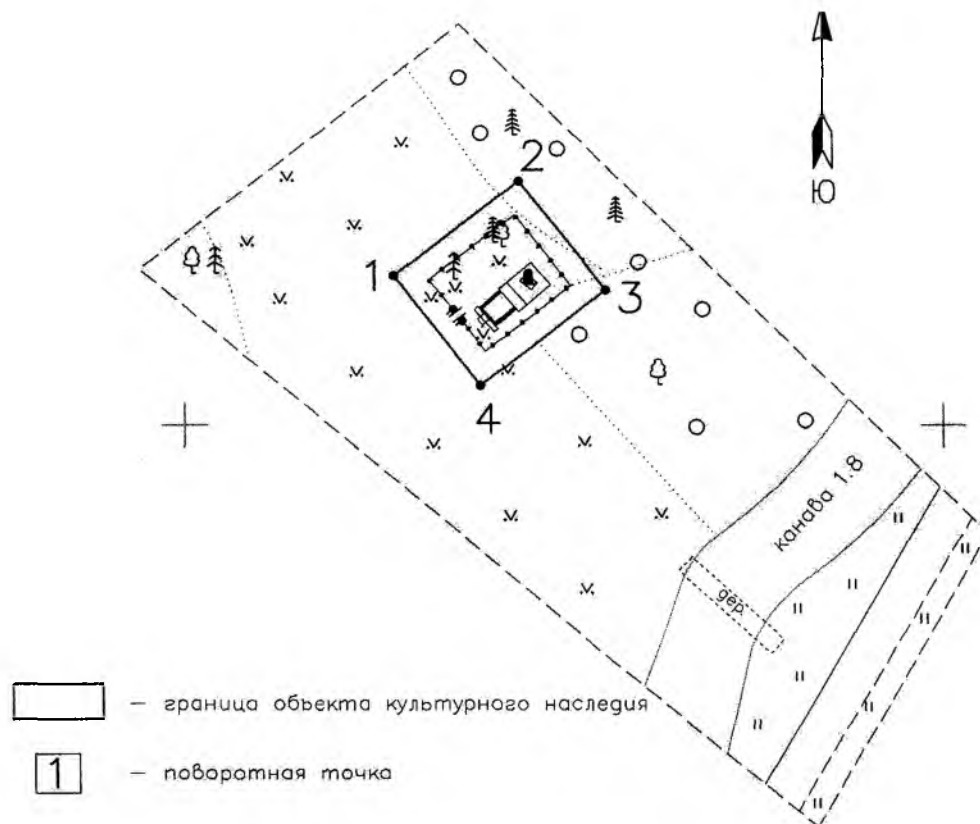 Ю
2
1
3
4
канава 1.8
дер.
– граница объекта культурного наследия
1 – поворотная точка